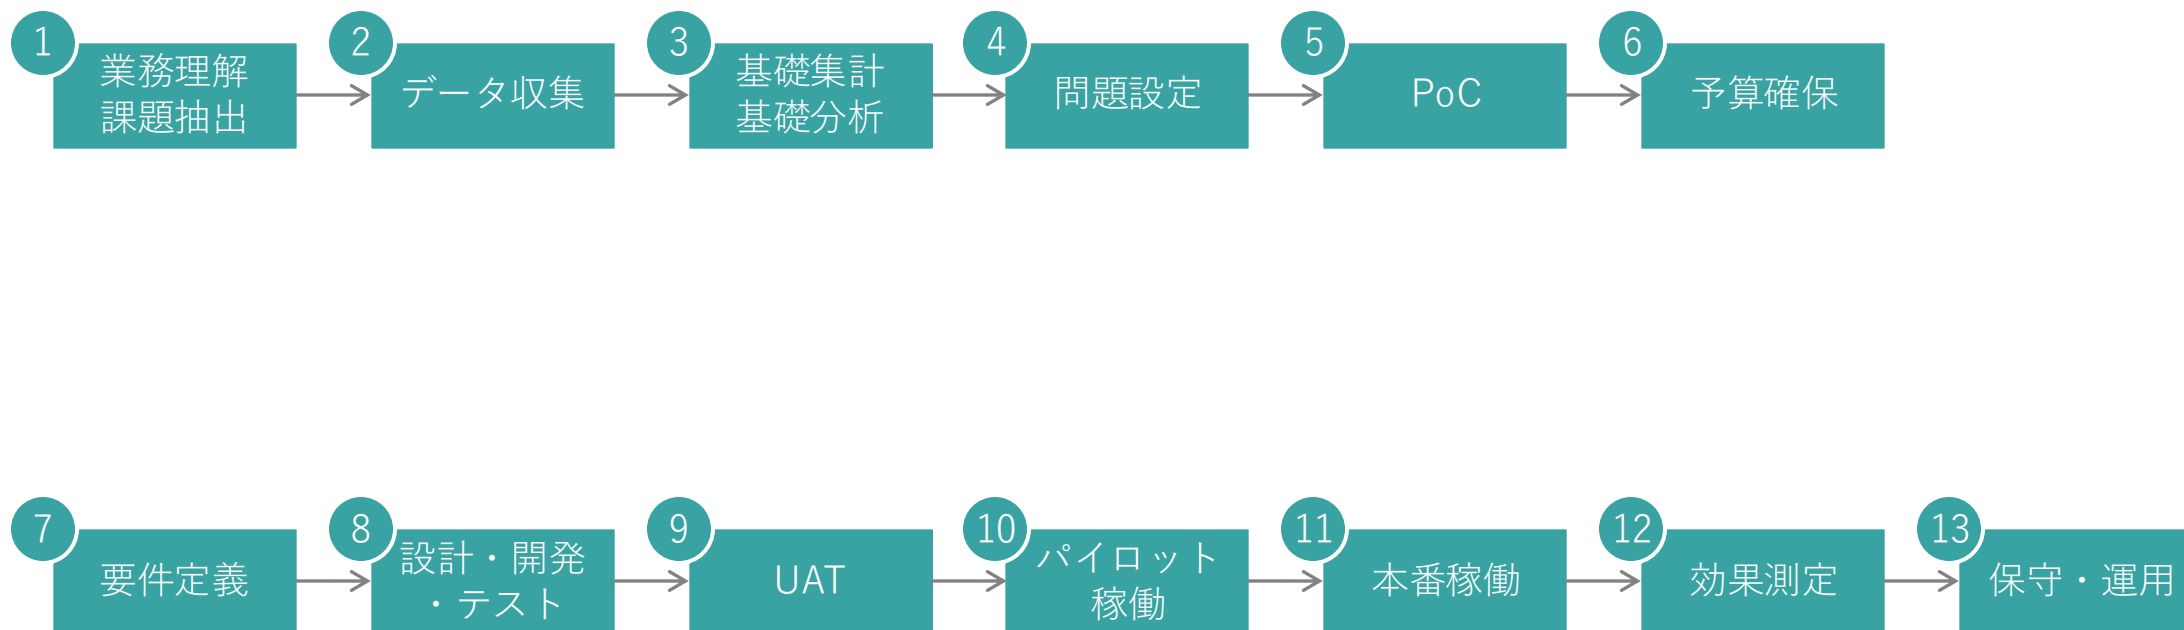 1
業務理解
課題抽出
2
データ収集
3
基礎集計
基礎分析
4
問題設定
5
PoC
6
予算確保
7
要件定義
8
設計・開発
・テスト
9
UAT
10
パイロット
稼働
11
本番稼働
12
効果測定
13
保守・運用